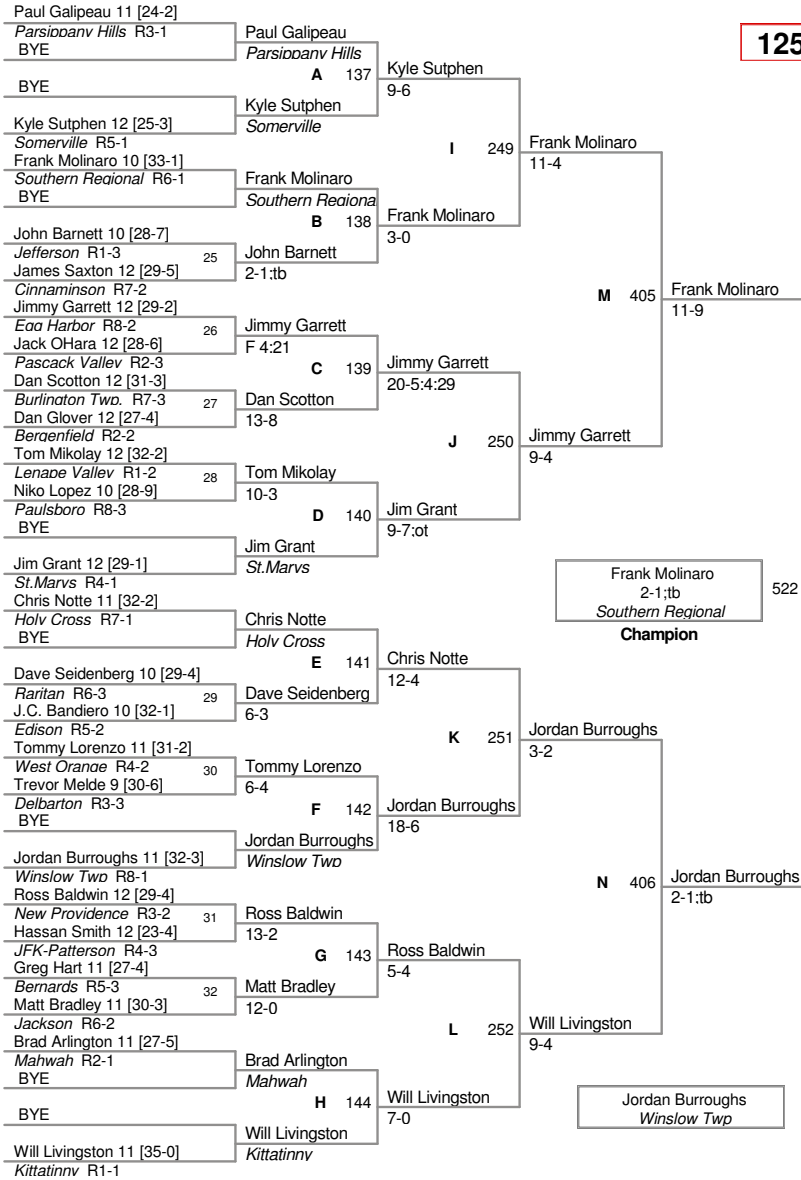 125
Paul Galipeau 11 [24-2]
Parsippany Hills R3-1
BYE
BYE
Kyle Sutphen 12 [25-3]
Somerville R5-1
Frank Molinaro 10 [33-1]
Southern Regional R6-1
BYE
John Barnett 10 [28-7]
Jefferson R1-3
25
James Saxton 12 [29-5]
Cinnaminson R7-2
Jimmy Garrett 12 [29-2]
Egg Harbor R8-2
26
Jack OHara 12 [28-6]
Pascack Valley R2-3
Dan Scotton 12 [31-3]
Burlington Twp. R7-3
27
Dan Glover 12 [27-4]
Bergenfield R2-2
Tom Mikolay 12 [32-2]
Lenape Valley R1-2
28
Niko Lopez 10 [28-9]
Paulsboro R8-3
BYE
Jim Grant 12 [29-1]
St.Marys R4-1
Chris Notte 11 [32-2]
Holy Cross R7-1
BYE
Dave Seidenberg 10 [29-4]
Raritan R6-3
29
J.C. Bandiero 10 [32-1]
Edison R5-2
Tommy Lorenzo 11 [31-2]
West Orange R4-2
30
Trevor Melde 9 [30-6]
Delbarton R3-3
BYE
Jordan Burroughs 11 [32-3]
Winslow Twp R8-1
Ross Baldwin 12 [29-4]
New Providence R3-2
31
Hassan Smith 12 [23-4]
JFK-Patterson R4-3
Greg Hart 11 [27-4]
Bernards R5-3
32
Matt Bradley 11 [30-3]
Jackson R6-2
Brad Arlington 11 [27-5]
Mahwah R2-1
BYE
BYE
Will Livingston 11 [35-0]
Kittatinny R1-1
Paul Galipeau
Parsippany Hills
A 137
Kyle Sutphen
Somerville
Frank Molinaro
Southern Regiona
B 138
John Barnett
2-1;tb
Jimmy Garrett
F 4:21
C 139
Dan Scotton
13-8
Tom Mikolay
10-3
D 140
Jim Grant
St.Marys
Chris Notte
Holy Cross
E 141
Dave Seidenberg
6-3
Tommy Lorenzo
6-4
F 142
Jordan Burroughs
Winslow Twp
Ross Baldwin
13-2
G 143
Matt Bradley
12-0
Brad Arlington
Mahwah
H 144
Will Livingston
Kittatinny
Kyle Sutphen
9-6
I 249
Frank Molinaro
3-0
Jimmy Garrett
20-5;4:29
J 250
Jim Grant
9-7;ot
Chris Notte
12-4
K 251
Jordan Burroughs
18-6
Ross Baldwin
5-4
L 252
Will Livingston
7-0
Frank Molinaro
11-4
M 405
Jimmy Garrett
9-4
Jordan Burroughs
3-2
N 406
Will Livingston
9-4
Frank Molinaro
11-9
Jordan Burroughs
2-1;tb
Frank Molinaro
2-1;tb
Southern Regional
522
Champion
Jordan Burroughs
Winslow Twp